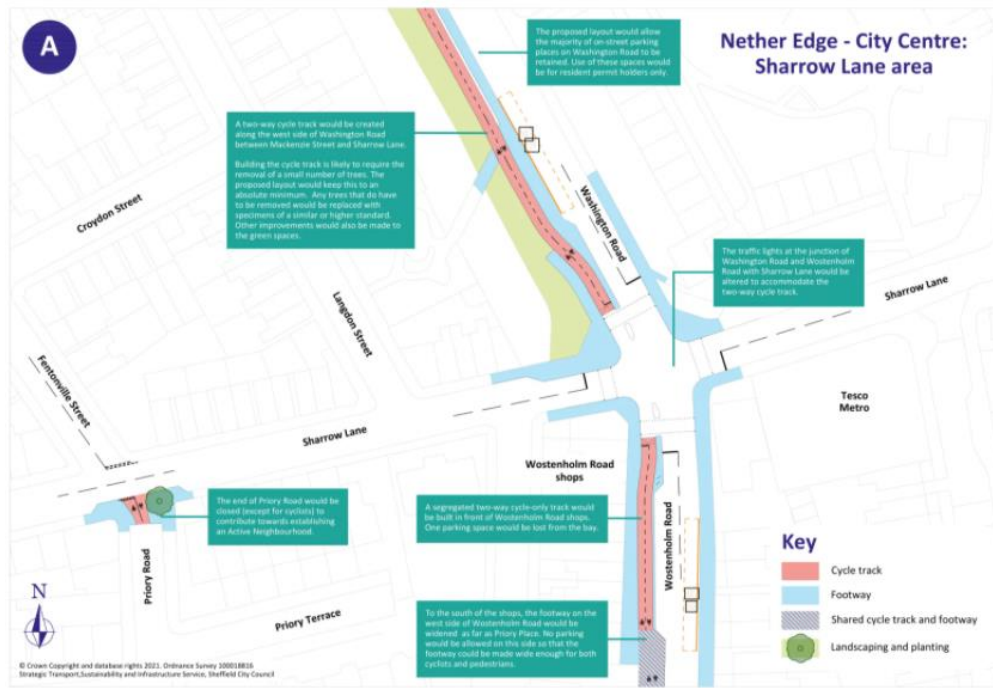 A
Nether Edge - City Centre:
Sharrow Lane area
The proposed layout would allow
the majority of on-street parking
places on Washington Road to be
retained. Use of these spaces would
be for resident permit holders only.
A two-way cycle track would be created
along the west side of Washington Road
between Mackenzie Street and Sharrow Lane.
Building the cycle track is likely to require the
removal of a small number of trees. The
proposed layout would keep this to an
absolute minimum. Any trees that do have
to be removed would be replaced with
specimens of a similar or higher standard.
Other improvements would also be made to
the green spaces.
Croydon Street
Washington Road
The traffic lights at the junction of
Washington Road and Wostenholm
Road with Sharrow Lane would be
altered to accommodate the
two-way cycle track.
Sharrow Lane
Langdon Street
Fentonville Street
Tesco
Metro
Sharrow Lane
Wostenholm Road
shops
The end of Priory Road would be
closed (except for cyclists) to
contribute towards establishing
an Active Neighbourhood.
A segregated two-way cycle-only track would
be built in front of Wostenholm Road shops.
One parking space would be lost from the bay.
Wostenholm Road
Priory Road
Priory Terrace
To the south of the shops, the footway on the
west side of Wostenholm Road would be
widened as far as Priory Place. No parking
would be allowed on this side so that the
footway could be made wide enough for both
cyclists and pedestrians.
Key
Cycle track
Footway
Shared cycle track and footway
Landscaping and planting
N
© Crown Copyright and database rights 2021. Ordnance Survey 100018816
Strategic Transport,Sustainability and Infrastructure Service, Sheffield City Council